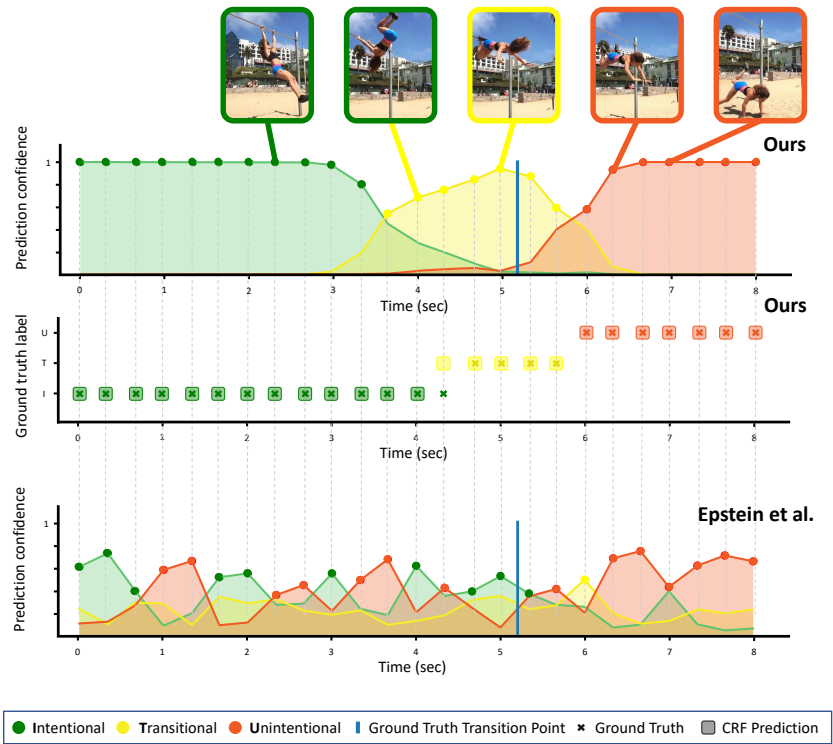 Ours
Prediction confidence
1
0 1 2 3 4 5 6 7 8
Time (sec)
Ours
Ground truth label
U
T
I
0 1 2 3 4 5 6 7 8
Time (sec)
Epstein et al.
Prediction confidence
1
0 1 2 3 4 5 6 7 8
Time (sec)
Intentional Transitional Unintentional Ground Truth Transition Point Ground Truth CRF Prediction